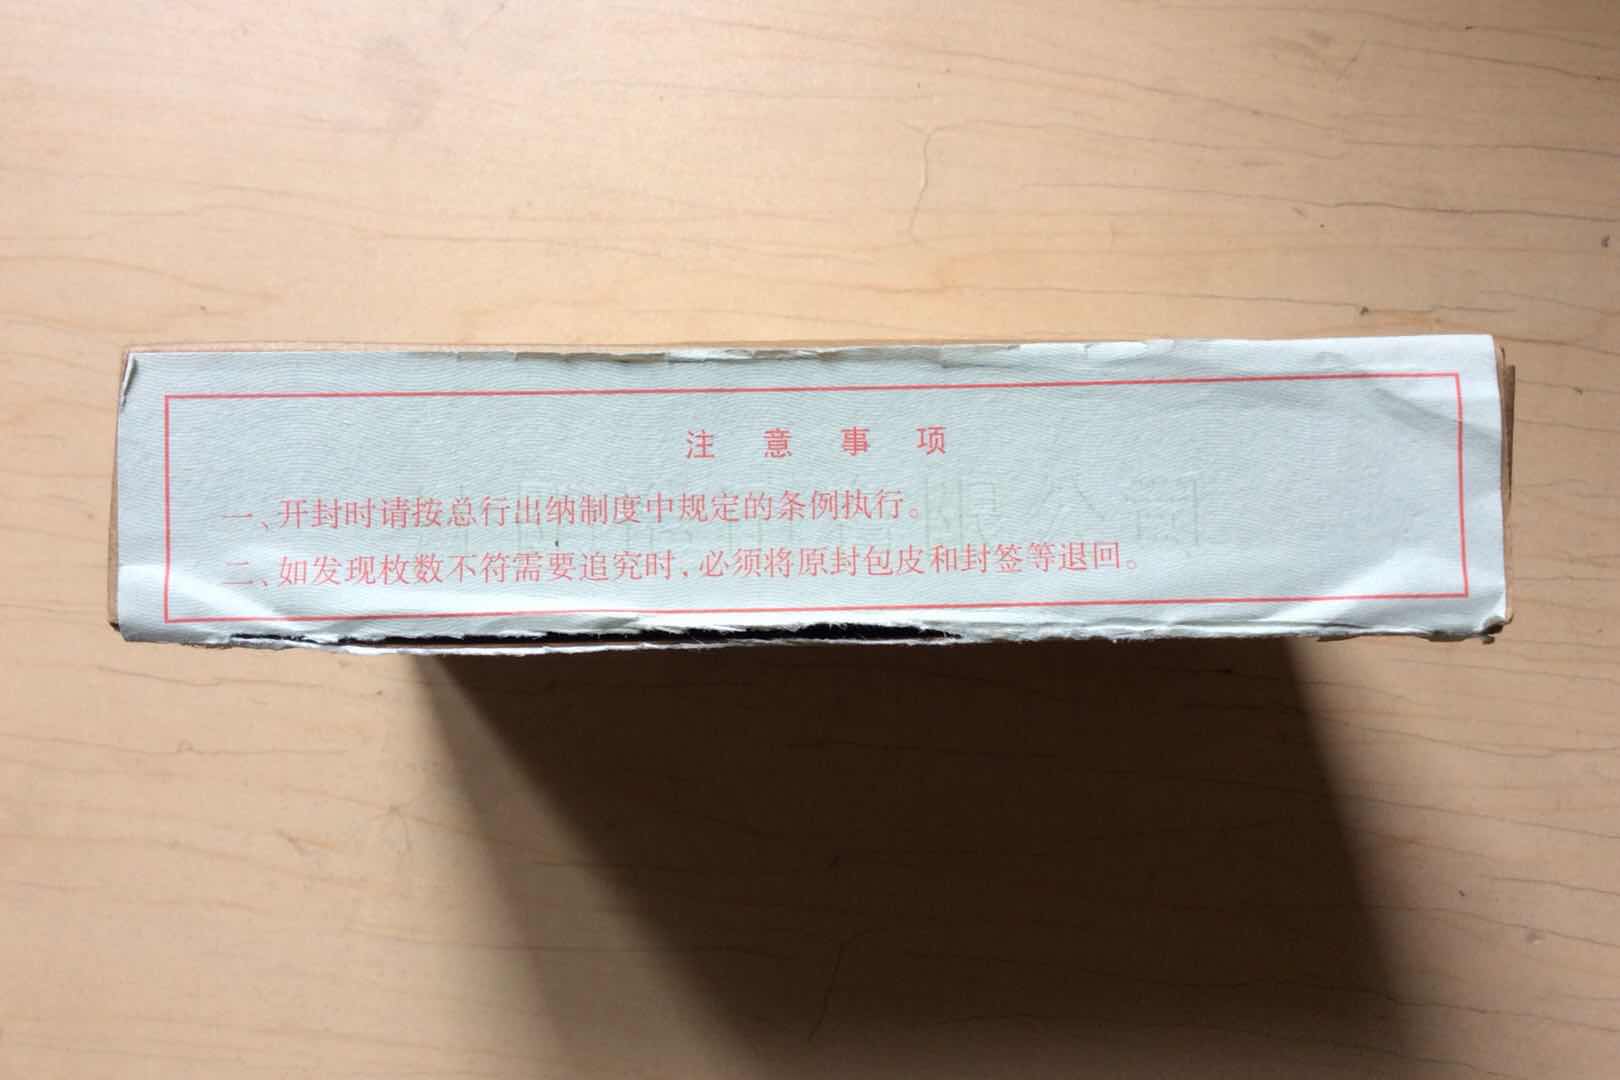 注意事项
一、开封时请按总行出纳制度中规定的条例执行。
二、如发现枚数不符需要追究时,必须将原封包皮和封签等退回。